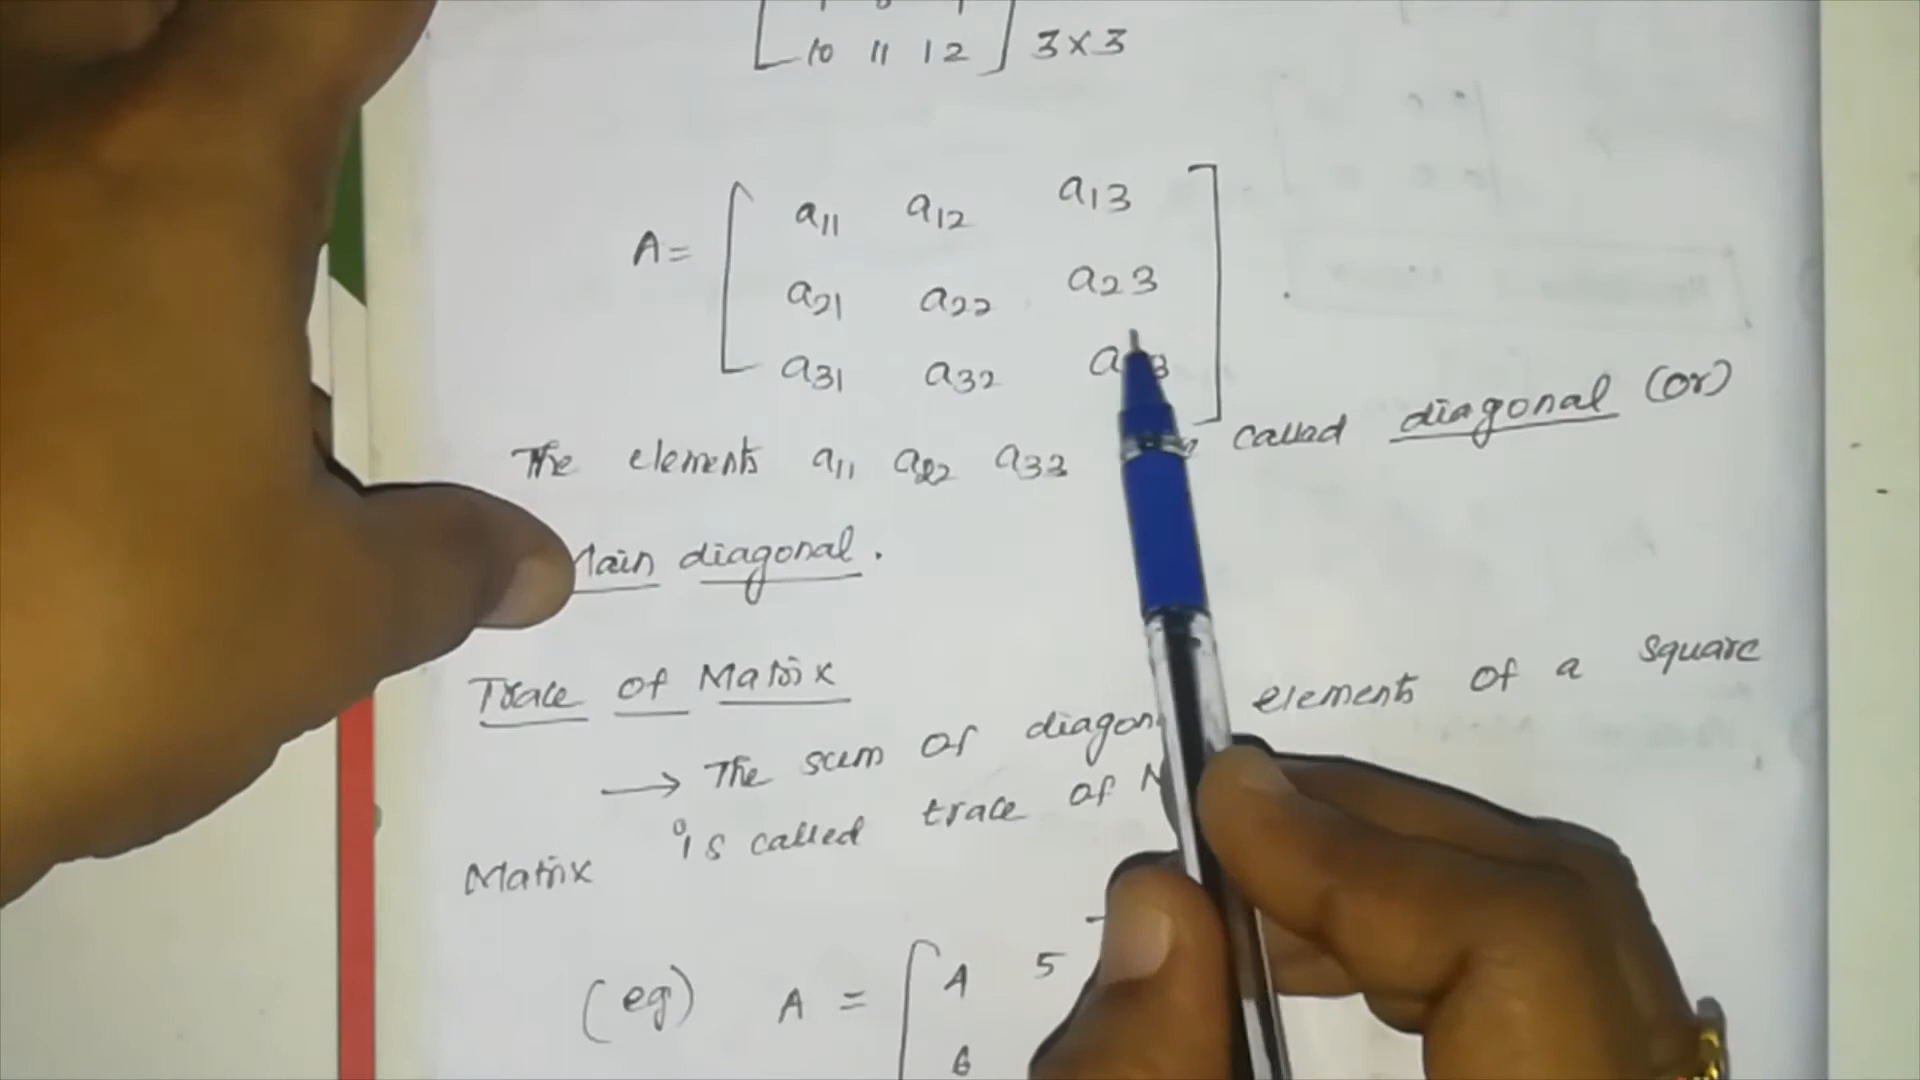 10 11 12 3×3
a11 a12 a13
A=
a21 a22 a23
a31 a32
The elements a11 a22 a33 called diagonal (or)
Main diagonal.
Trace of Matrix
→ The sum of elements of a square
Matrix is called trace of
(eg) A = 4 5
6